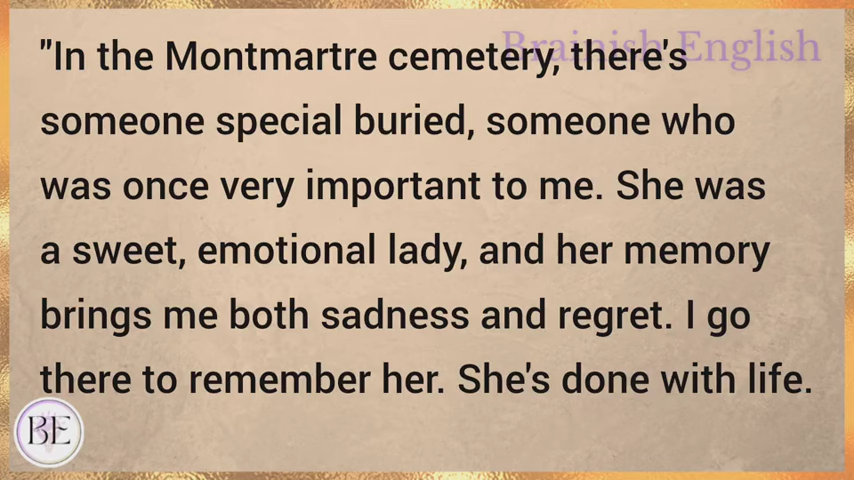 Brainish English
"In the Montmartre cemetery, there's
someone special buried, someone who
was once very important to me. She was
a sweet, emotional lady, and her memory
brings me both sadness and regret. I go
there to remember her. She's done with life.
BE